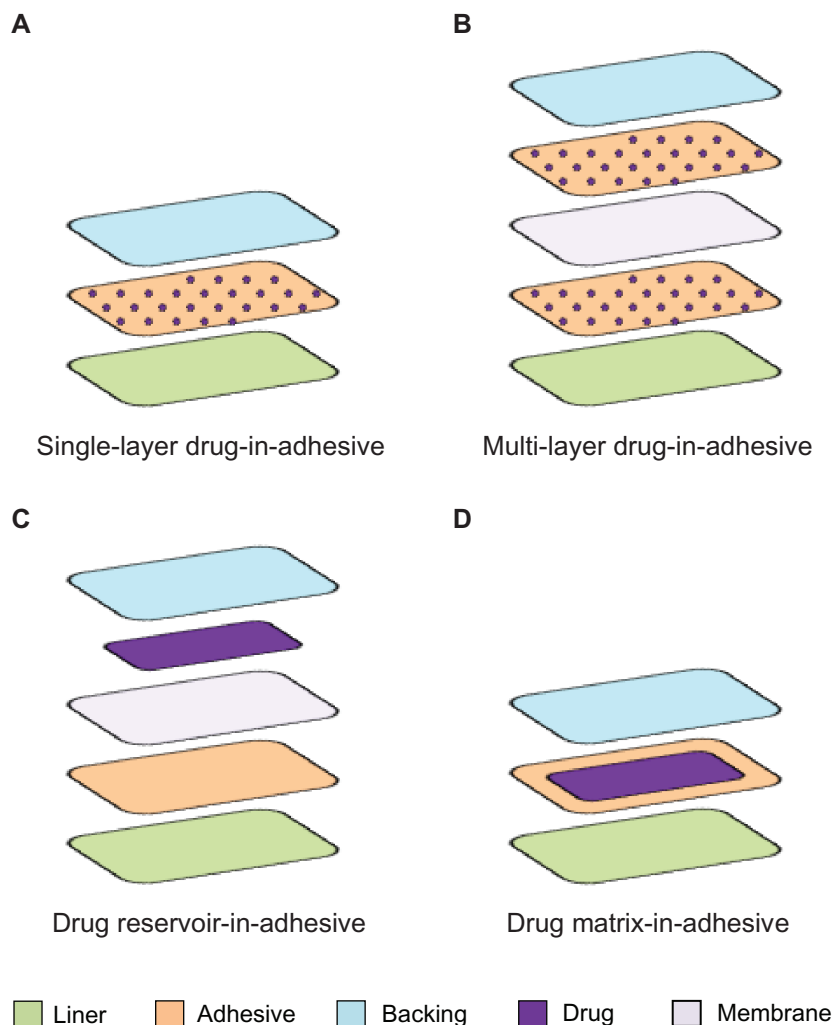 A
B
Single-layer drug-in-adhesive
Multi-layer drug-in-adhesive
C
D
Drug reservoir-in-adhesive
Drug matrix-in-adhesive
Liner Adhesive Backing Drug Membrane